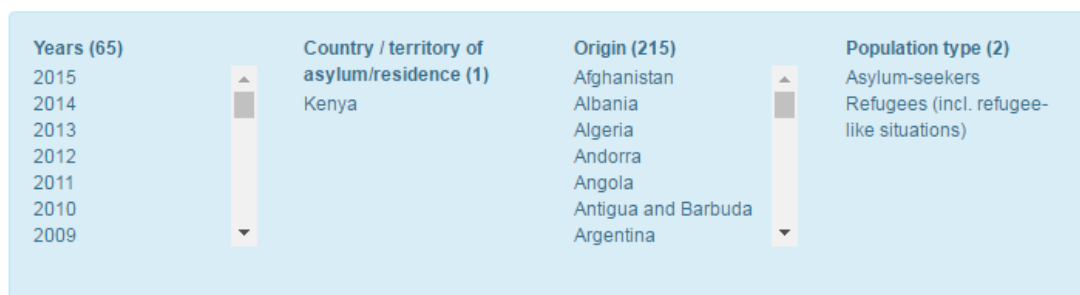 Years (65)
2015
2014
2013
2012
2011
2010
2009
Country / territory of
asylum/residence (1)
Kenya
Origin (215)
Afghanistan
Albania
Algeria
Andorra
Angola
Antigua and Barbuda
Argentina
Population type (2)
Asylum-seekers
Refugees (incl. refugee-
like situations)